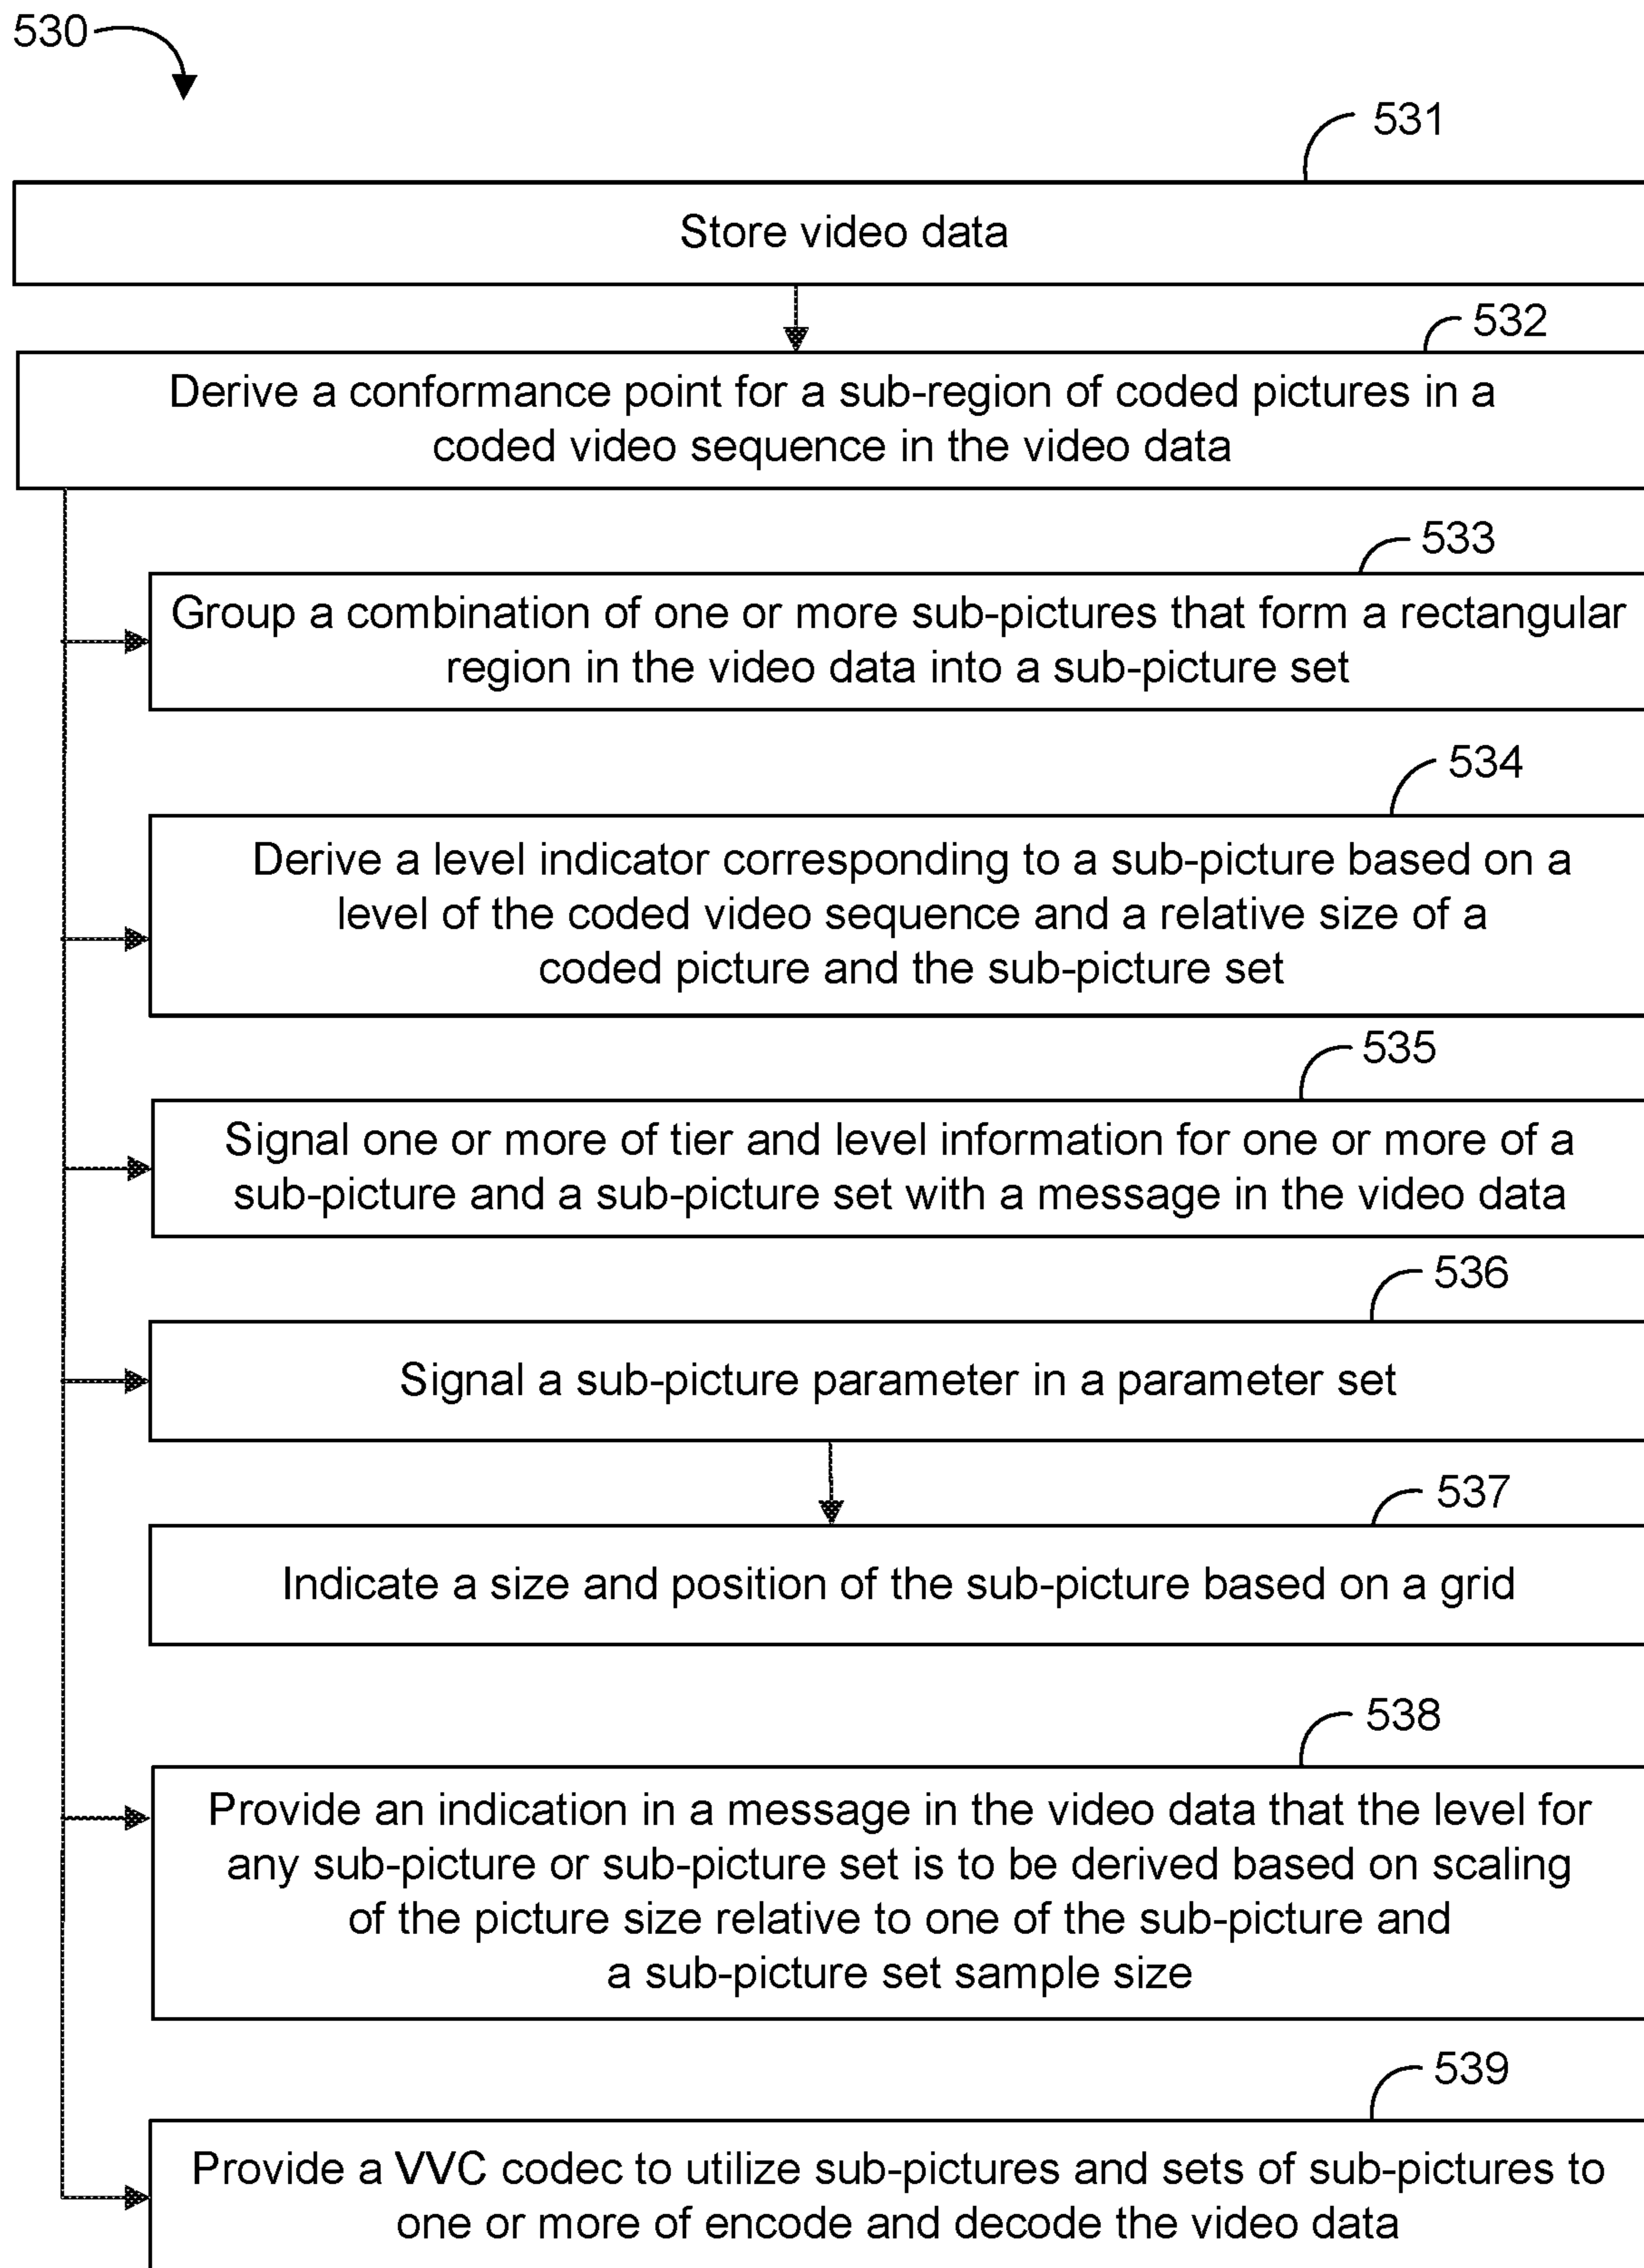 530
531
Store video data
532
Derive a conformance point for a sub-region of coded pictures in a
coded video sequence in the video data
533
Group a combination of one or more sub-pictures that form a rectangular
region in the video data into a sub-picture set
534
Derive a level indicator corresponding to a sub-picture based on a
level of the coded video sequence and a relative size of a
coded picture and the sub-picture set
535
Signal one or more of tier and level information for one or more of a
sub-picture and a sub-picture set with a message in the video data
536
Signal a sub-picture parameter in a parameter set
537
Indicate a size and position of the sub-picture based on a grid
538
Provide an indication in a message in the video data that the level for
any sub-picture or sub-picture set is to be derived based on scaling
of the picture size relative to one of the sub-picture and
a sub-picture set sample size
539
Provide a VVC codec to utilize sub-pictures and sets of sub-pictures to
one or more of encode and decode the video data